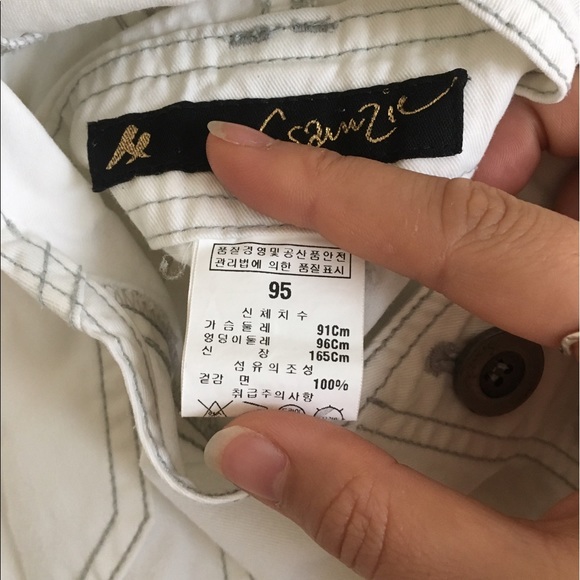 품질경영및공산품안전
관리법에 의한 품질표시
95
신체치수
가슴둘레 91Cm
엉덩이둘레 96Cm
신 장 165Cm
섬유의 조성
겉감 면 100%
취급주의사항